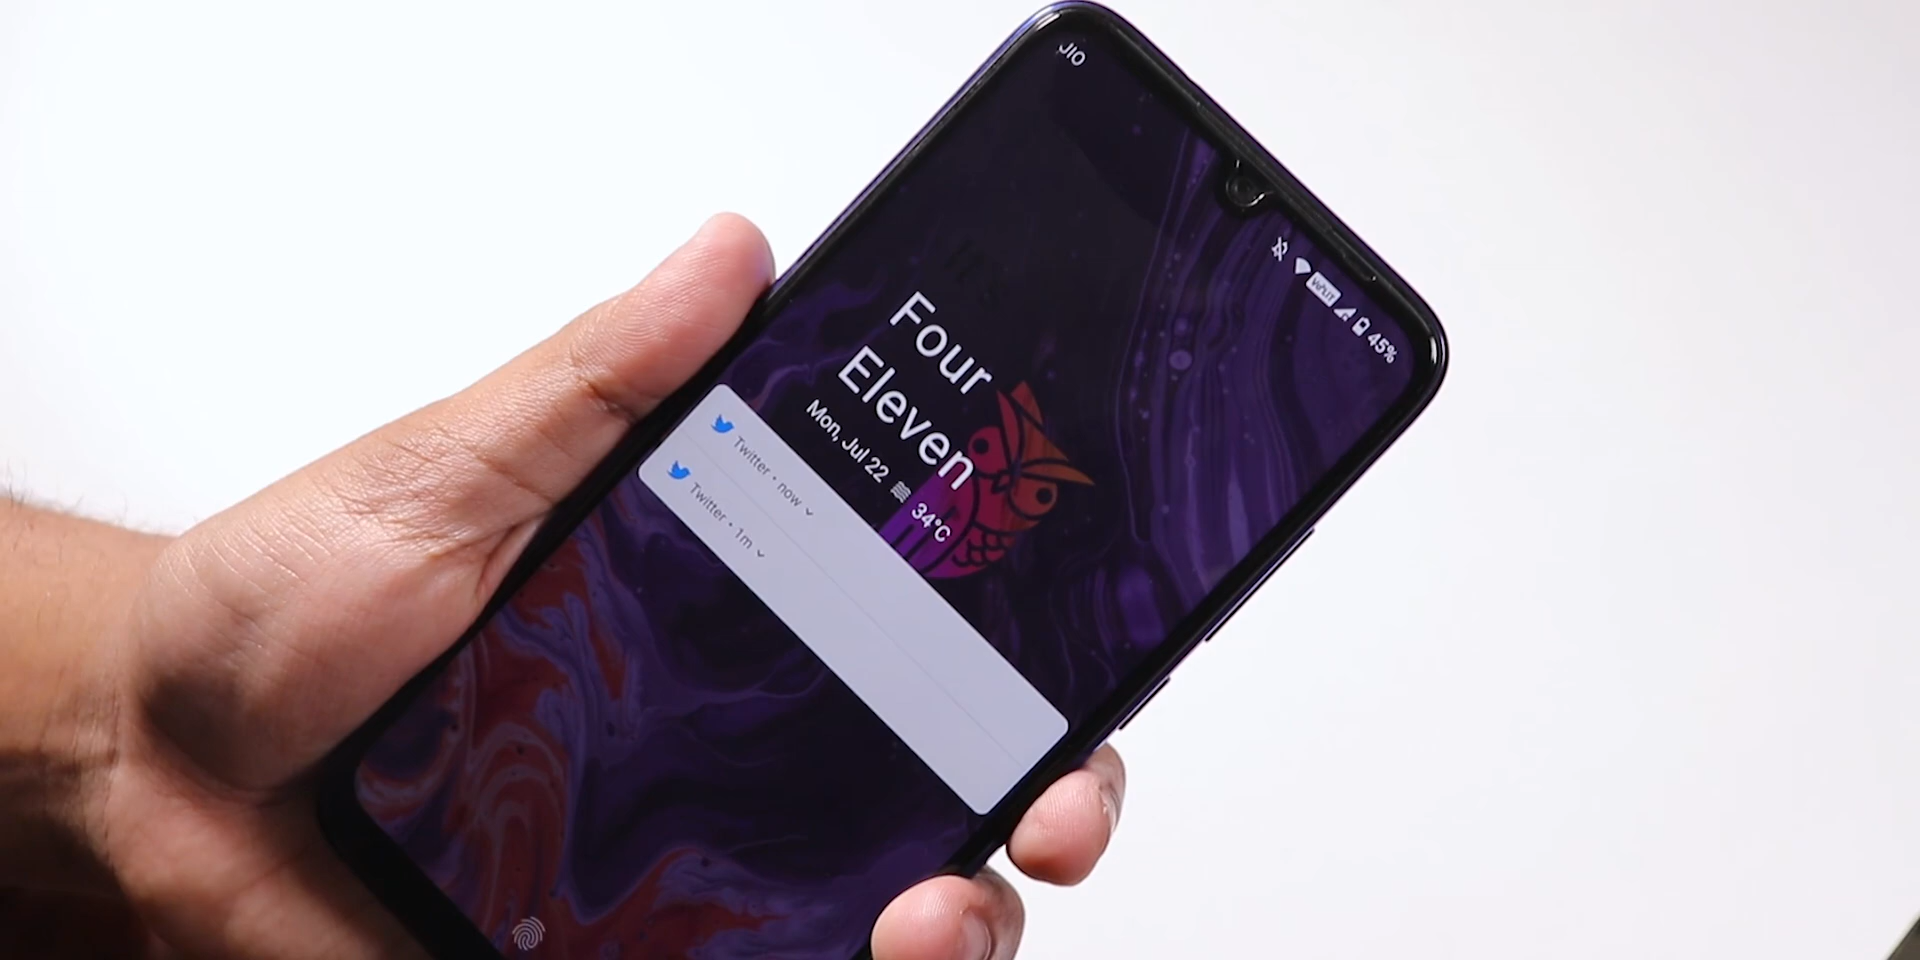 JIO
45%
Four
Eleven
Mon, Jul 22 34°C
Twitter • now
Twitter • 1m